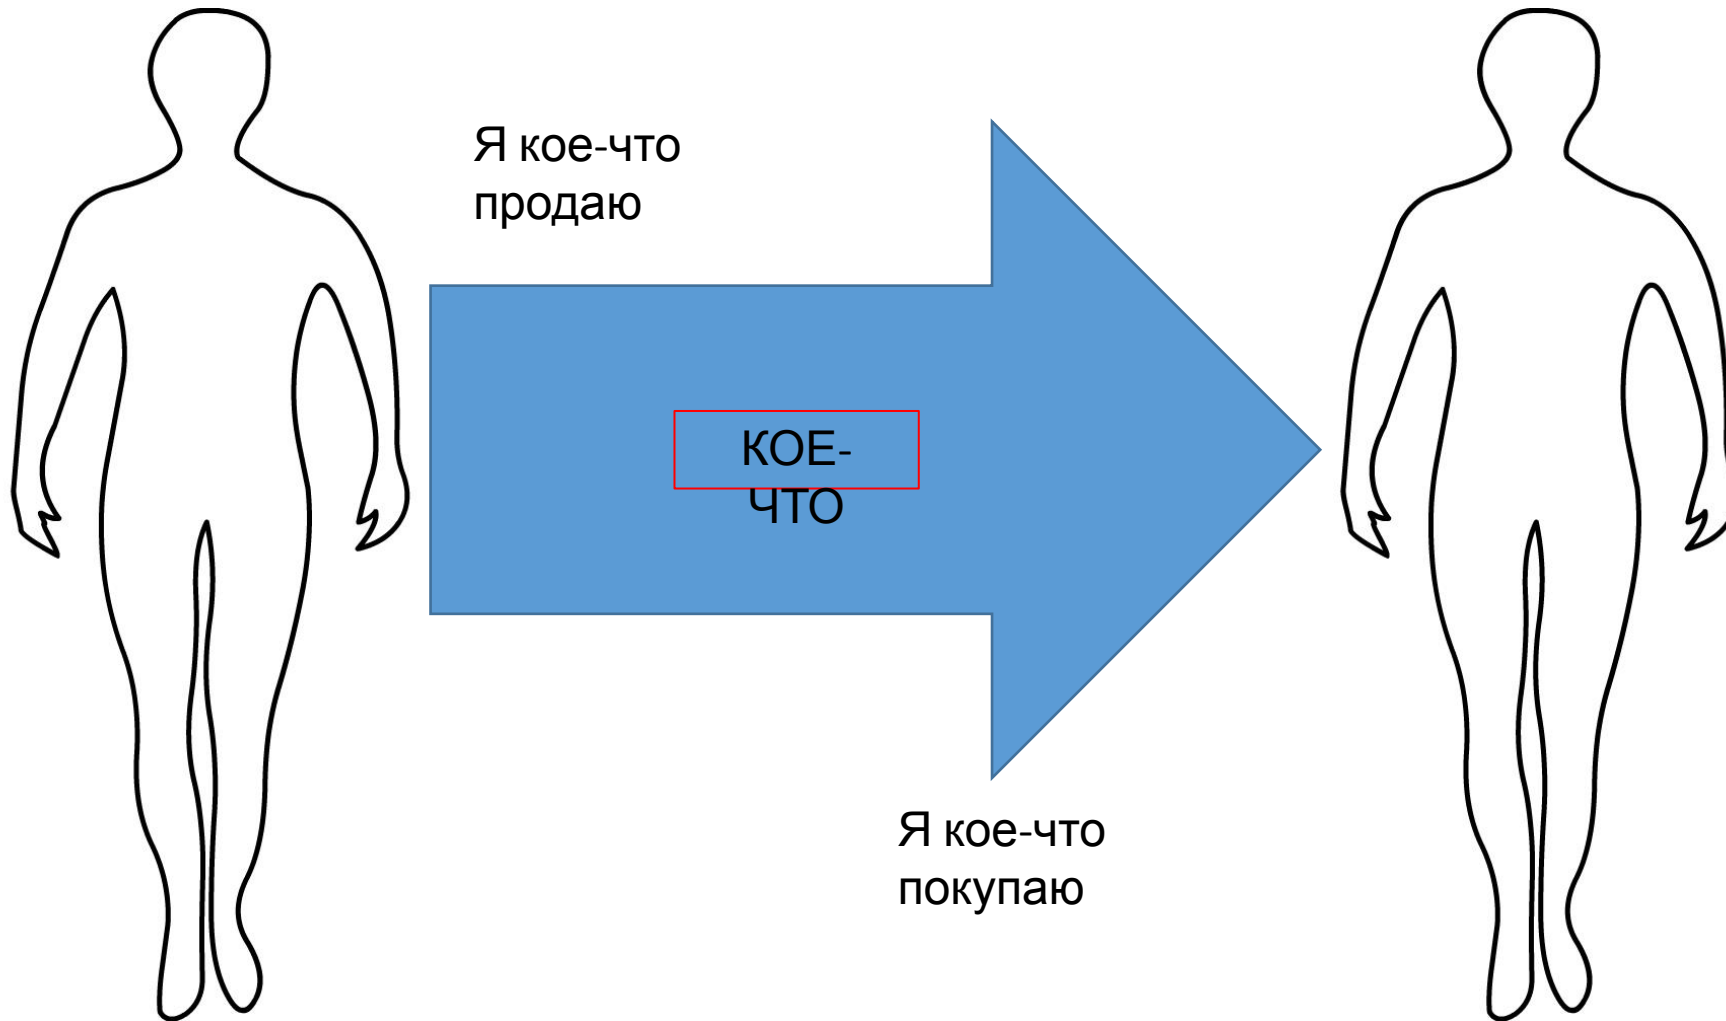 Я кое-что
продаю
КОЕ-
ЧТО
Я кое-что
покупаю